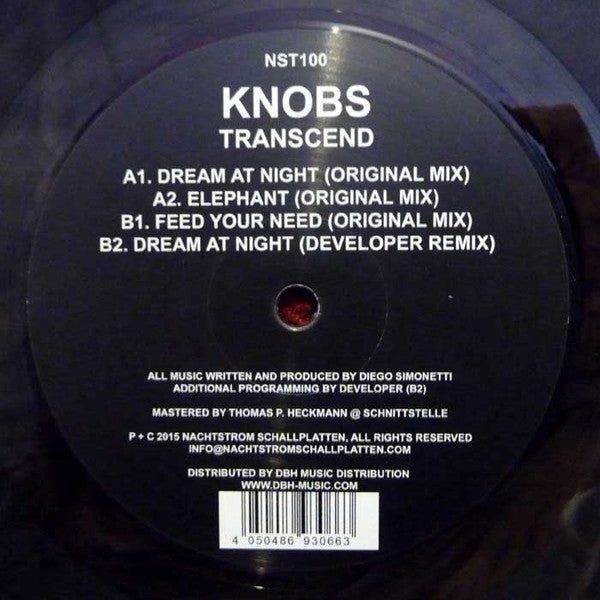 NST100
KNOBS
TRANSCEND
A1. DREAM AT NIGHT (ORIGINAL MIX)
A2. ELEPHANT (ORIGINAL MIX)
B1. FEED YOUR NEED (ORIGINAL MIX)
B2. DREAM AT NIGHT (DEVELOPER REMIX)
ALL MUSIC WRITTEN AND PRODUCED BY DIEGO SIMONETTI
ADDITIONAL PROGRAMMING BY DEVELOPER (B2)
MASTERED BY THOMAS P. HECKMANN @ SCHNITTSTELLE
P + C 2015 NACHTSTROM SCHALLPLATTEN, ALL RIGHTS RESERVED
INFO@NACHTSTROMSCHALLPLATTEN.COM
DISTRIBUTED BY DBH MUSIC DISTRIBUTION
WWW.DBH-MUSIC.COM
4 050486 930663